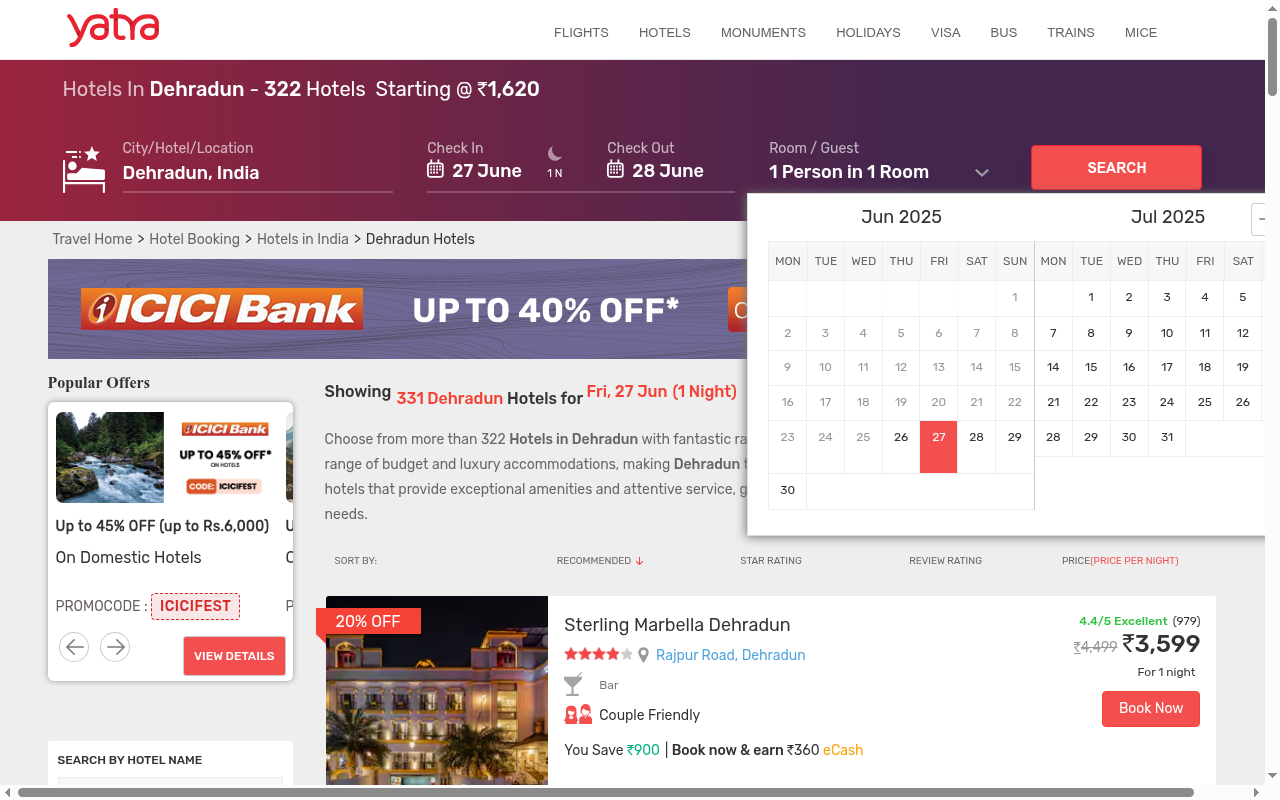 yatra
FLIGHTS HOTELS MONUMENTS HOLIDAYS VISA BUS TRAINS MICE
Hotels In Dehradun - 322 Hotels Starting @ ₹1,620
City/Hotel/Location Check In Check Out Room / Guest
Dehradun, India 27 June 1 N 28 June 1 Person in 1 Room SEARCH
Travel Home > Hotel Booking > Hotels in India > Dehradun Hotels
Jun 2025 Jul 2025
MON TUE WED THU FRI SAT SUN MON TUE WED THU FRI SAT
1 1 2 3 4 5
2 3 4 5 6 7 8 7 8 9 10 11 12
9 10 11 12 13 14 15 14 15 16 17 18 19
16 17 18 19 20 21 22 21 22 23 24 25 26
23 24 25 26 27 28 29 28 29 30 31
30
iICICI Bank UP TO 40% OFF*
Popular Offers
ICICI Bank
UP TO 45% OFF*
ON HOTELS
CODE: ICICIFEST
Up to 45% OFF (up to Rs.6,000)
On Domestic Hotels
PROMOCODE : ICICIFEST
VIEW DETAILS
SEARCH BY HOTEL NAME
Showing 331 Dehradun Hotels for Fri, 27 Jun (1 Night)
Choose from more than 322 Hotels in Dehradun with fantastic
range of budget and luxury accommodations, making Dehradun
hotels that provide exceptional amenities and attentive service,
needs.
SORT BY: RECOMMENDED STAR RATING REVIEW RATING PRICE(PRICE PER NIGHT)
20% OFF
Sterling Marbella Dehradun
Rajpur Road, Dehradun
Bar
Couple Friendly
You Save ₹900 | Book now & earn ₹360 eCash
4.4/5 Excellent (979)
₹4,499 ₹3,599
For 1 night
Book Now